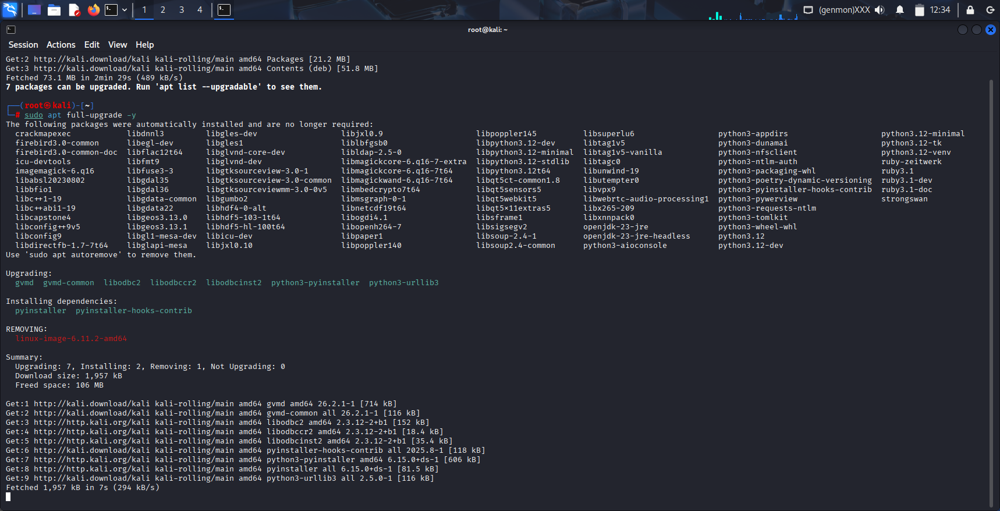 1 2 3 4 (genmon)XXX 12:34
root@kali: ~
Session Actions Edit View Help
Get:2 http://kali.download/kali kali-rolling/main amd64 Packages [21.2 MB]
Get:3 http://kali.download/kali kali-rolling/main amd64 Contents (deb) [51.8 MB]
Fetched 73.1 MB in 2min 29s (489 kB/s)
7 packages can be upgraded. Run 'apt list --upgradable' to see them.
┌──(root㉿kali)-[~]
└─# sudo apt full-upgrade -y
The following packages were automatically installed and are no longer required:
crackmapexec libdnnl3 libgles-dev libjxl0.9 libpoppler145 libsuperlu6 python3-appdirs python3.12-minimal
firebird3.0-common libegl-dev libgles1 liblbfgsb0 libpython3.12-dev libtag1v5 python3-dunamai python3.12-tk
firebird3.0-common-doc libflac12t64 libglvnd-core-dev libldap-2.5-0 libpython3.12-minimal libtag1v5-vanilla python3-nfsclient python3.12-venv
icu-devtools libfmt9 libglvnd-dev libmagickcore-6.q16-7-extra libpython3.12-stdlib libtagc0 python3-ntlm-auth ruby-zeitwerk
imagemagick-6.q16 libfuse3-3 libgtksourceview-3.0-1 libmagickcore-6.q16-7t64 libpython3.12t64 libunwind-19 python3-packaging-whl ruby3.1
libabsl20230802 libgdal35 libgtksourceview-3.0-common libmagickwand-6.q16-7t64 libqt5ct-common1.8 libutempter0 python3-poetry-dynamic-versioning ruby3.1-dev
libbfio1 libgdal36 libgtksourceviewmm-3.0-0v5 libmbedcrypto7t64 libqt5sensors5 libvpx9 python3-pyinstaller-hooks-contrib ruby3.1-doc
libc++1-19 libgdata-common libgumbo2 libmsgraph-0-1 libqt5webkit5 libwebrtc-audio-processing1 python3-pywerview strongswan
libc++abi1-19 libgdata22 libhdf4-0-alt libnetcdf19t64 libqt5x11extras5 libx265-209 python3-requests-ntlm
libcapstone4 libgeos3.13.0 libhdf5-103-1t64 libogdi4.1 libsframe1 libxnnpack0 python3-tomlkit
libconfig++9v5 libgeos3.13.1 libhdf5-hl-100t64 libopenh264-7 libsigsegv2 openjdk-23-jre python3-wheel-whl
libconfig9 libgl1-mesa-dev libicu-dev libpaper1 libsoup-2.4-1 openjdk-23-jre-headless python3.12
libdirectfb-1.7-7t64 libglapi-mesa libjxl0.10 libpoppler140 libsoup2.4-common python3-aioconsole python3.12-dev
Use 'sudo apt autoremove' to remove them.
Upgrading:
gvmd gvmd-common libodbc2 libodbccr2 libodbcinst2 python3-pyinstaller python3-urllib3
Installing dependencies:
pyinstaller pyinstaller-hooks-contrib
REMOVING:
linux-image-6.11.2-amd64
Summary:
Upgrading: 7, Installing: 2, Removing: 1, Not Upgrading: 0
Download size: 1,957 kB
Freed space: 106 MB
Get:1 http://kali.download/kali kali-rolling/main amd64 gvmd amd64 26.2.1-1 [714 kB]
Get:2 http://kali.download/kali kali-rolling/main amd64 gvmd-common all 26.2.1-1 [116 kB]
Get:3 http://http.kali.org/kali kali-rolling/main amd64 libodbc2 amd64 2.3.12-2+b1 [152 kB]
Get:4 http://http.kali.org/kali kali-rolling/main amd64 libodbccr2 amd64 2.3.12-2+b1 [18.4 kB]
Get:5 http://http.kali.org/kali kali-rolling/main amd64 libodbcinst2 amd64 2.3.12-2+b1 [35.4 kB]
Get:6 http://http.kali.org/kali kali-rolling/main amd64 pyinstaller-hooks-contrib all 2025.8-1 [118 kB]
Get:7 http://http.kali.org/kali kali-rolling/main amd64 python3-pyinstaller amd64 6.15.0+ds-1 [606 kB]
Get:8 http://http.kali.org/kali kali-rolling/main amd64 pyinstaller all 6.15.0+ds-1 [81.5 kB]
Get:9 http://http.kali.org/kali kali-rolling/main amd64 python3-urllib3 all 2.5.0-1 [116 kB]
Fetched 1,957 kB in 7s (294 kB/s)